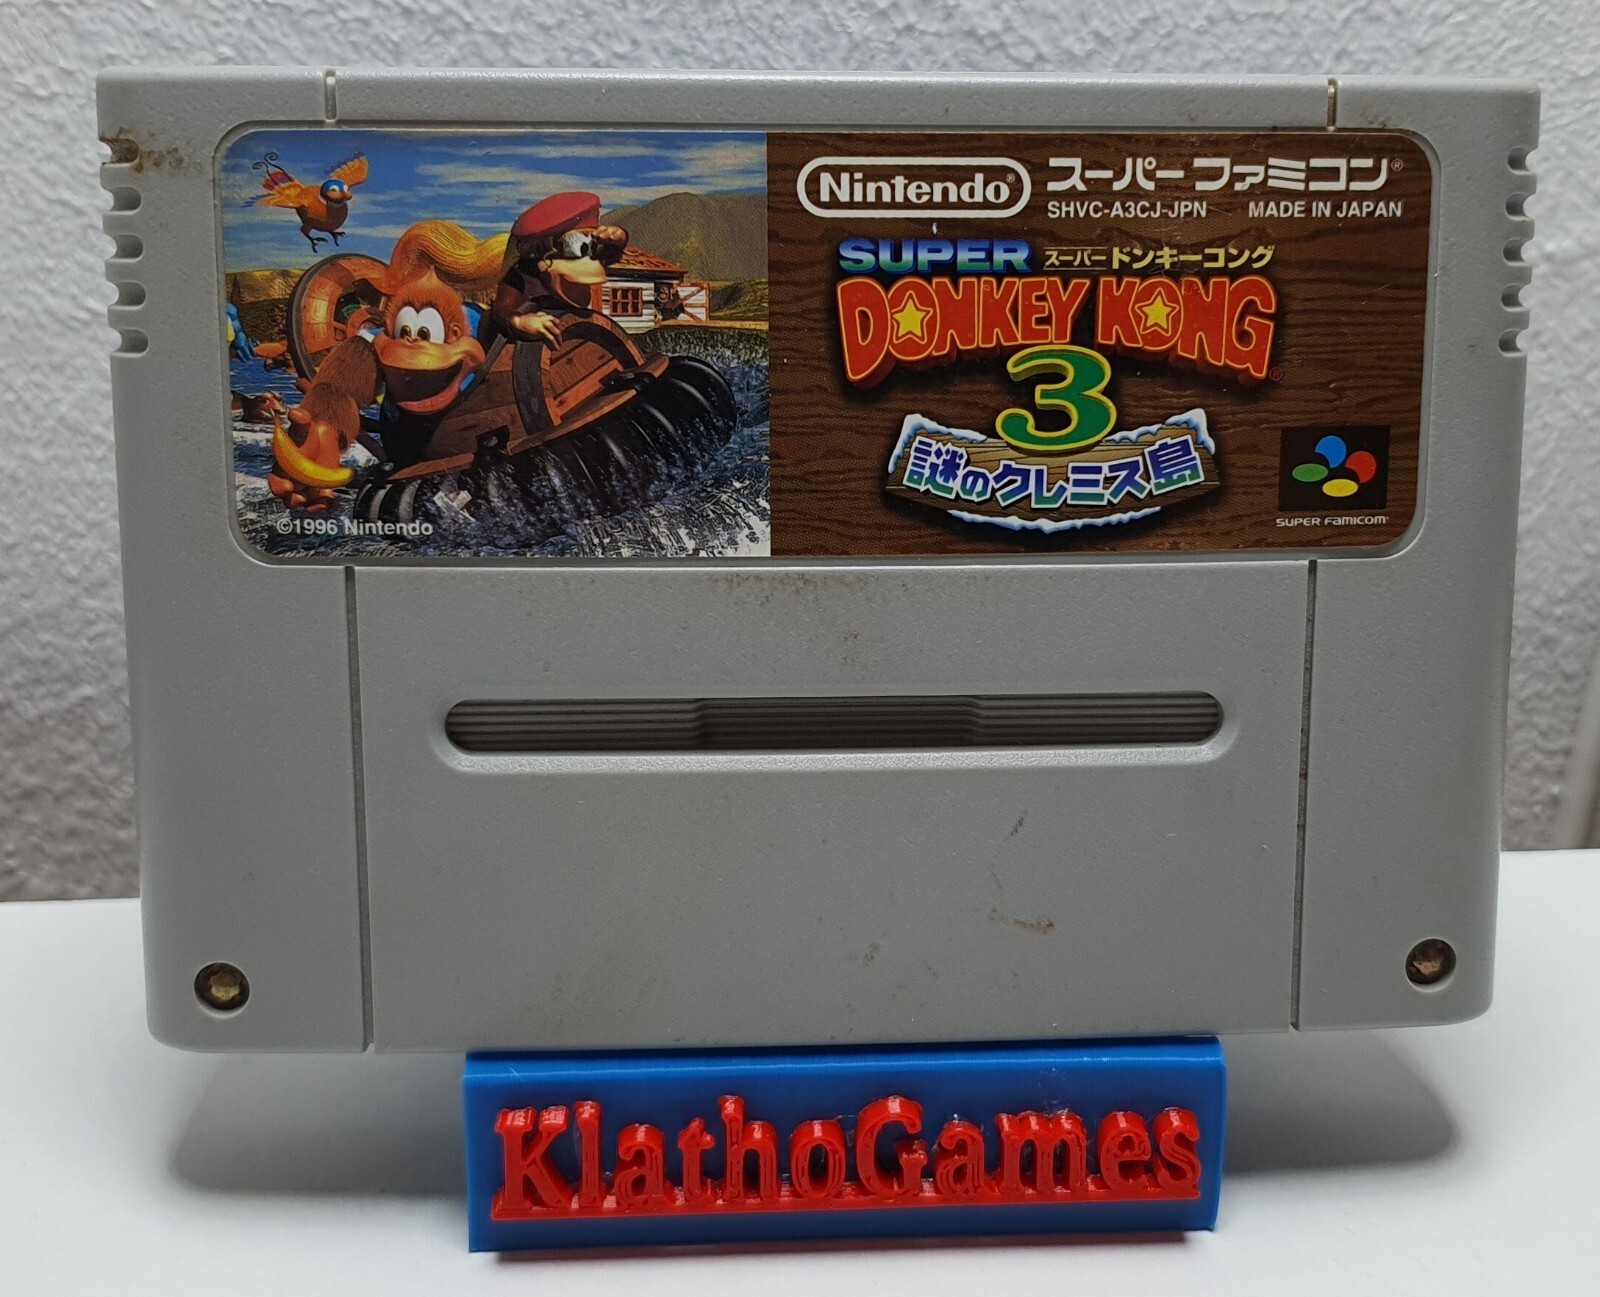 Nintendo®
スーパーファミコン®
SHVC-A3CJ-JPN MADE IN JAPAN
SUPER スーパードンキーコング
DONKEY KONG®
3
謎のクレミス島
SUPER FAMICOM®
©1996 Nintendo
KlathoGames